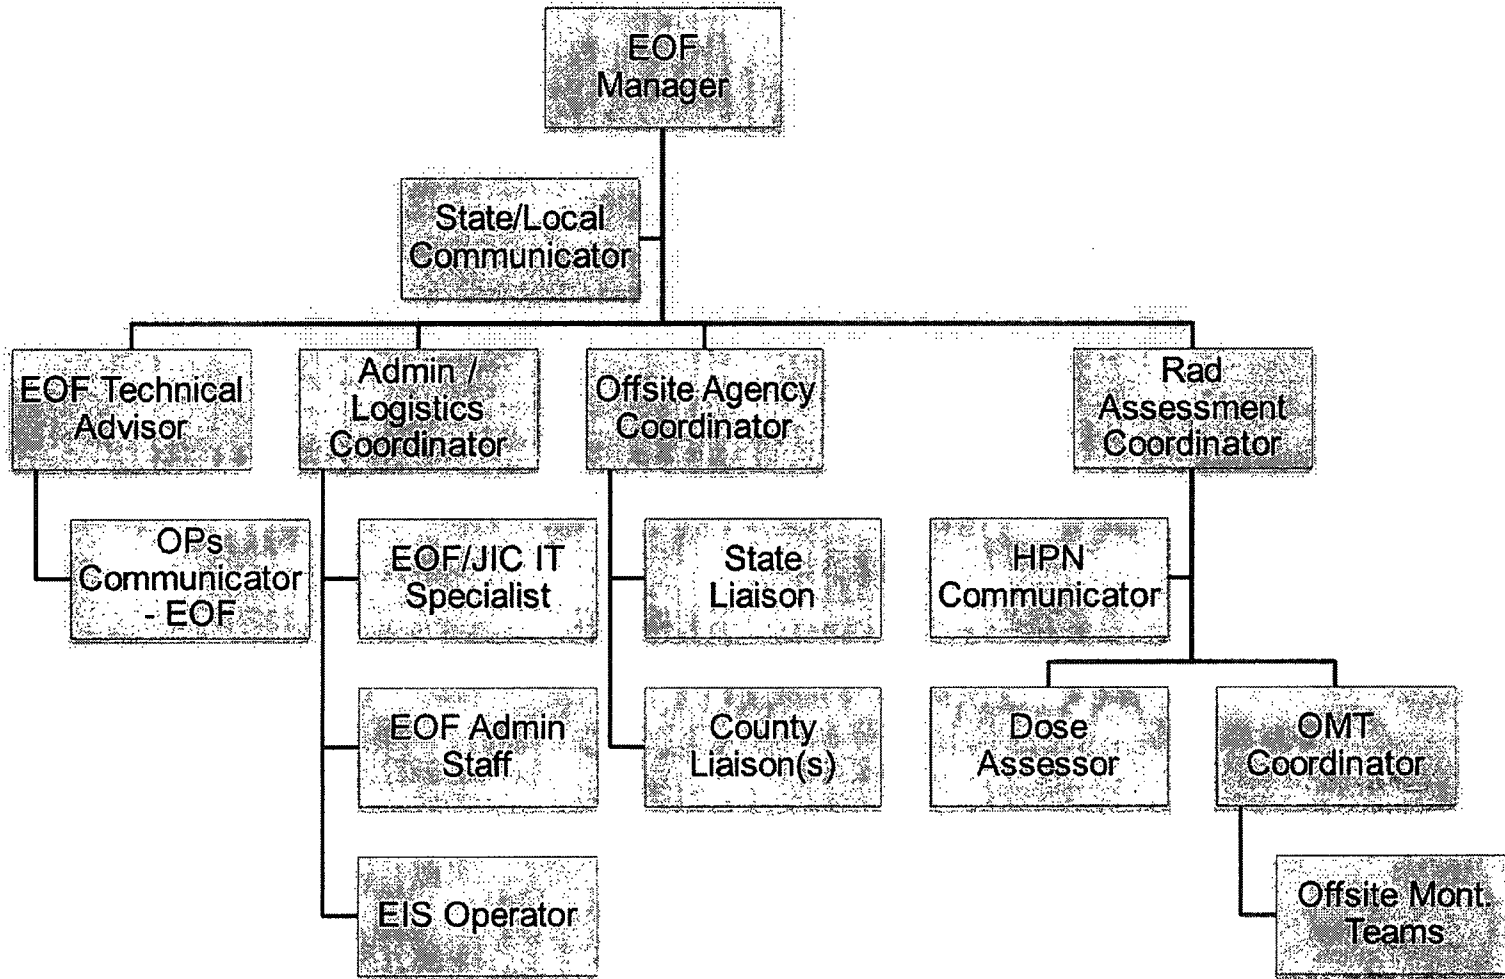 EOF
Manager
State/Local
Communicator
EOF Technical
Advisor
Admin /
Logistics
Coordinator
Offsite Agency
Coordinator
Rad
Assessment
Coordinator
OPs
Communicator
- EOF
EOF/JIC IT
Specialist
State
Liaison
HPN
Communicator
EOF Admin
Staff
County
Liaison(s)
Dose
Assessor
OMT
Coordinator
EIS Operator
Offsite Mont.
Teams